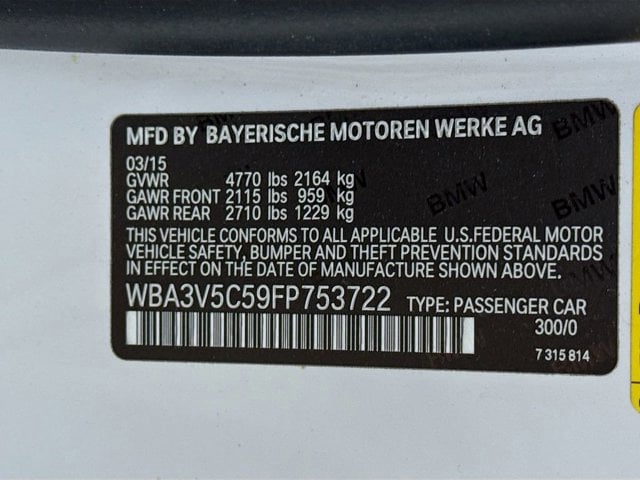 MFD BY BAYERISCHE MOTOREN WERKE AG
03/15
GVWR 4770 lbs 2164 kg
GAWR FRONT 2115 lbs 959 kg
GAWR REAR 2710 lbs 1229 kg
THIS VEHICLE CONFORMS TO ALL APPLICABLE U.S.FEDERAL MOTOR
VEHICLE SAFETY, BUMPER AND THEFT PREVENTION STANDARDS
IN EFFECT ON THE DATE OF MANUFACTURE SHOWN ABOVE.
WBA3V5C59FP753722 TYPE: PASSENGER CAR
300/0
7 315 814
BMW
BMW
BMW